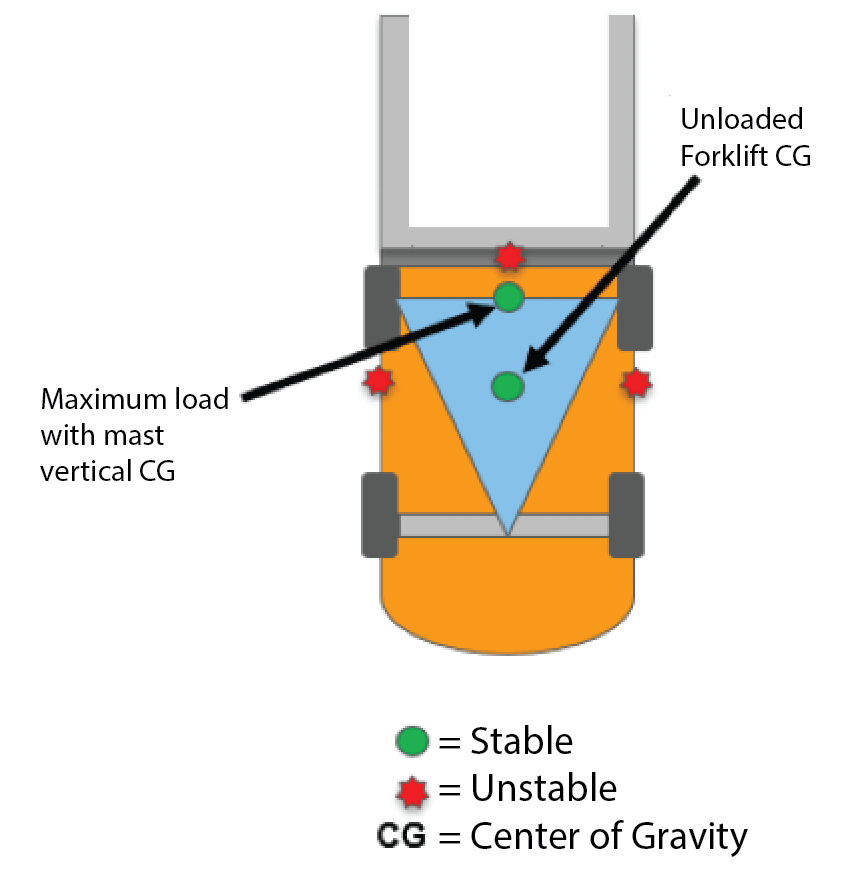 Unloaded
Forklift CG
Maximum load
with mast
vertical CG
= Stable
= Unstable
CG = Center of Gravity